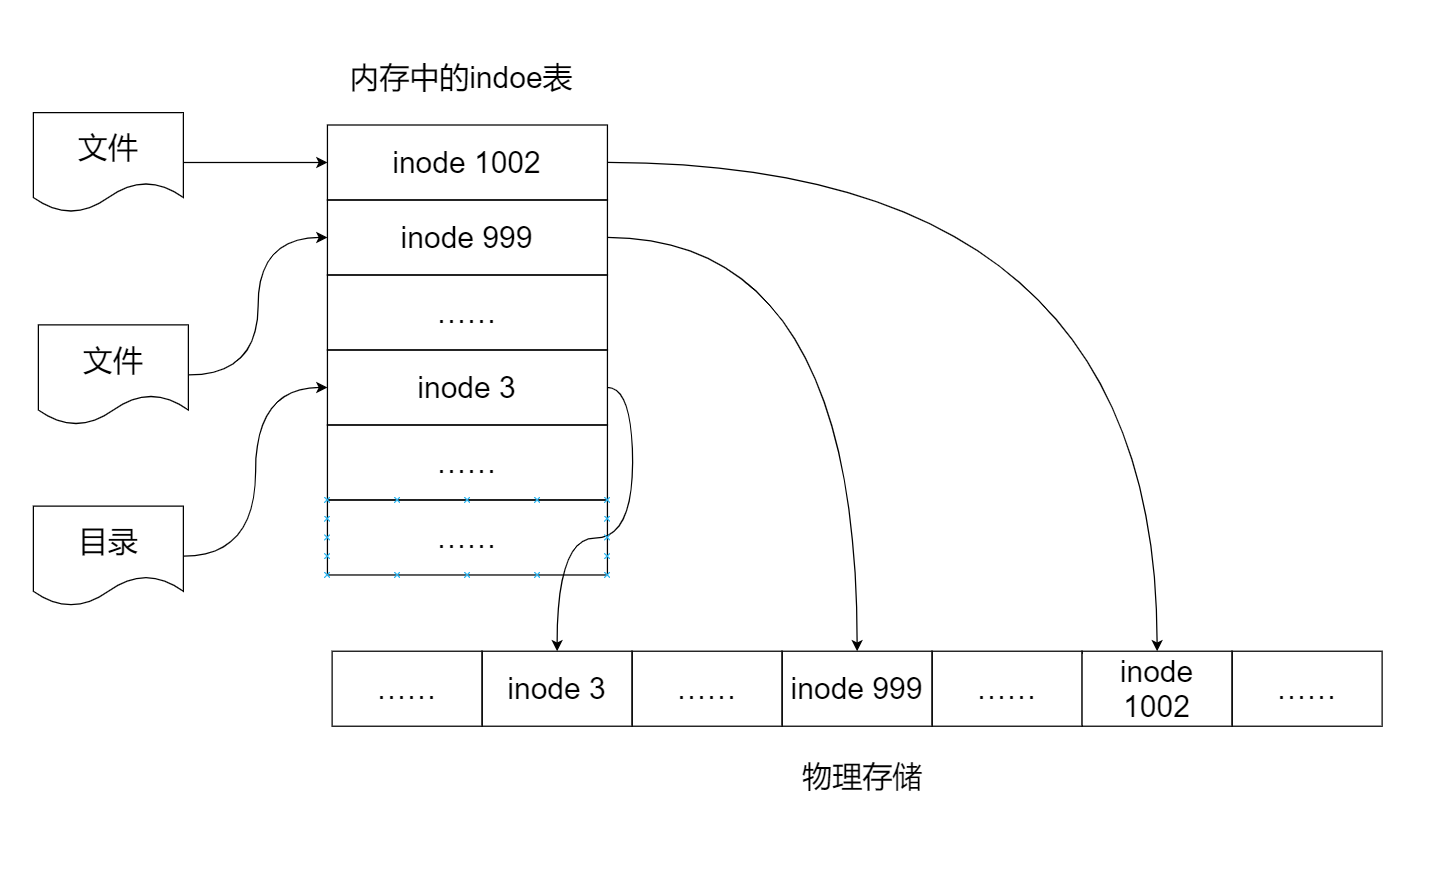 内存中的indoe表
文件
inode 1002
inode 999
……
文件
inode 3
……
目录
……
……
inode 3
……
inode 999
……
inode
1002
……
物理存储